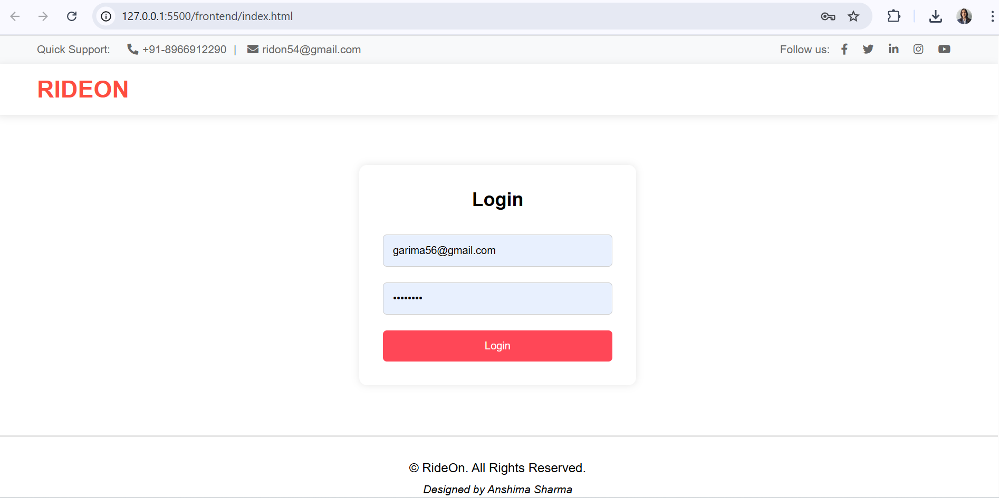 127.0.0.1:5500/frontend/index.html
Quick Support: +91-8966912290 | ridon54@gmail.com Follow us:
RIDEON
Login
garima56@gmail.com
••••••••
Login
© RideOn. All Rights Reserved.
Designed by Anshima Sharma